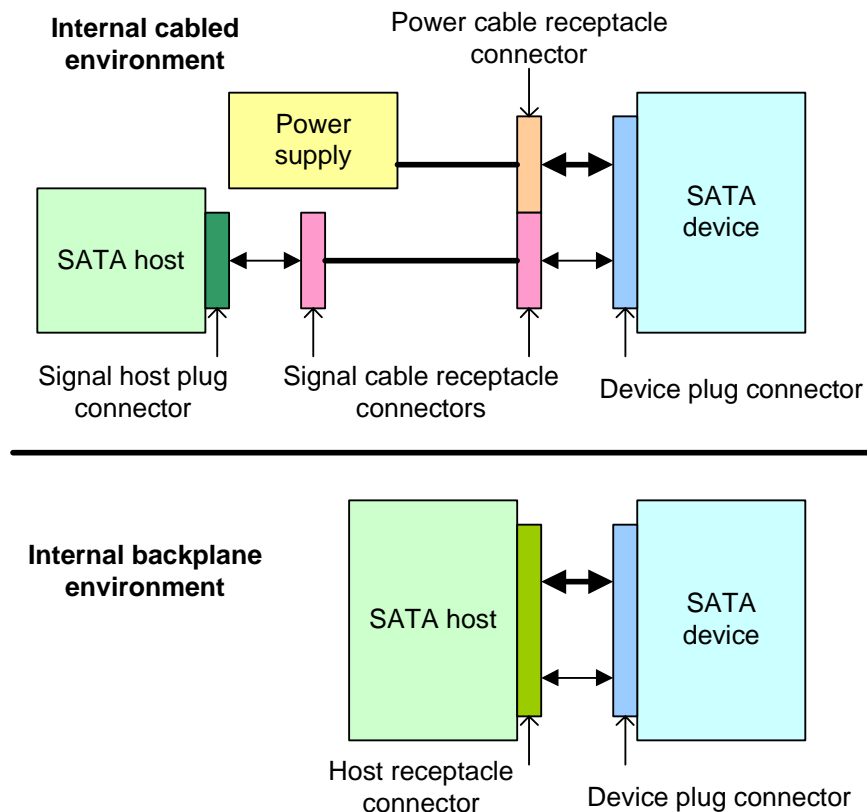 Internal cabled
environment
Power cable receptacle
connector
Power
supply
SATA
device
SATA host
Signal host plug
connector
Signal cable receptacle
connectors
Device plug connector
Internal backplane
environment
SATA host
SATA
device
Host receptacle
connector
Device plug connector